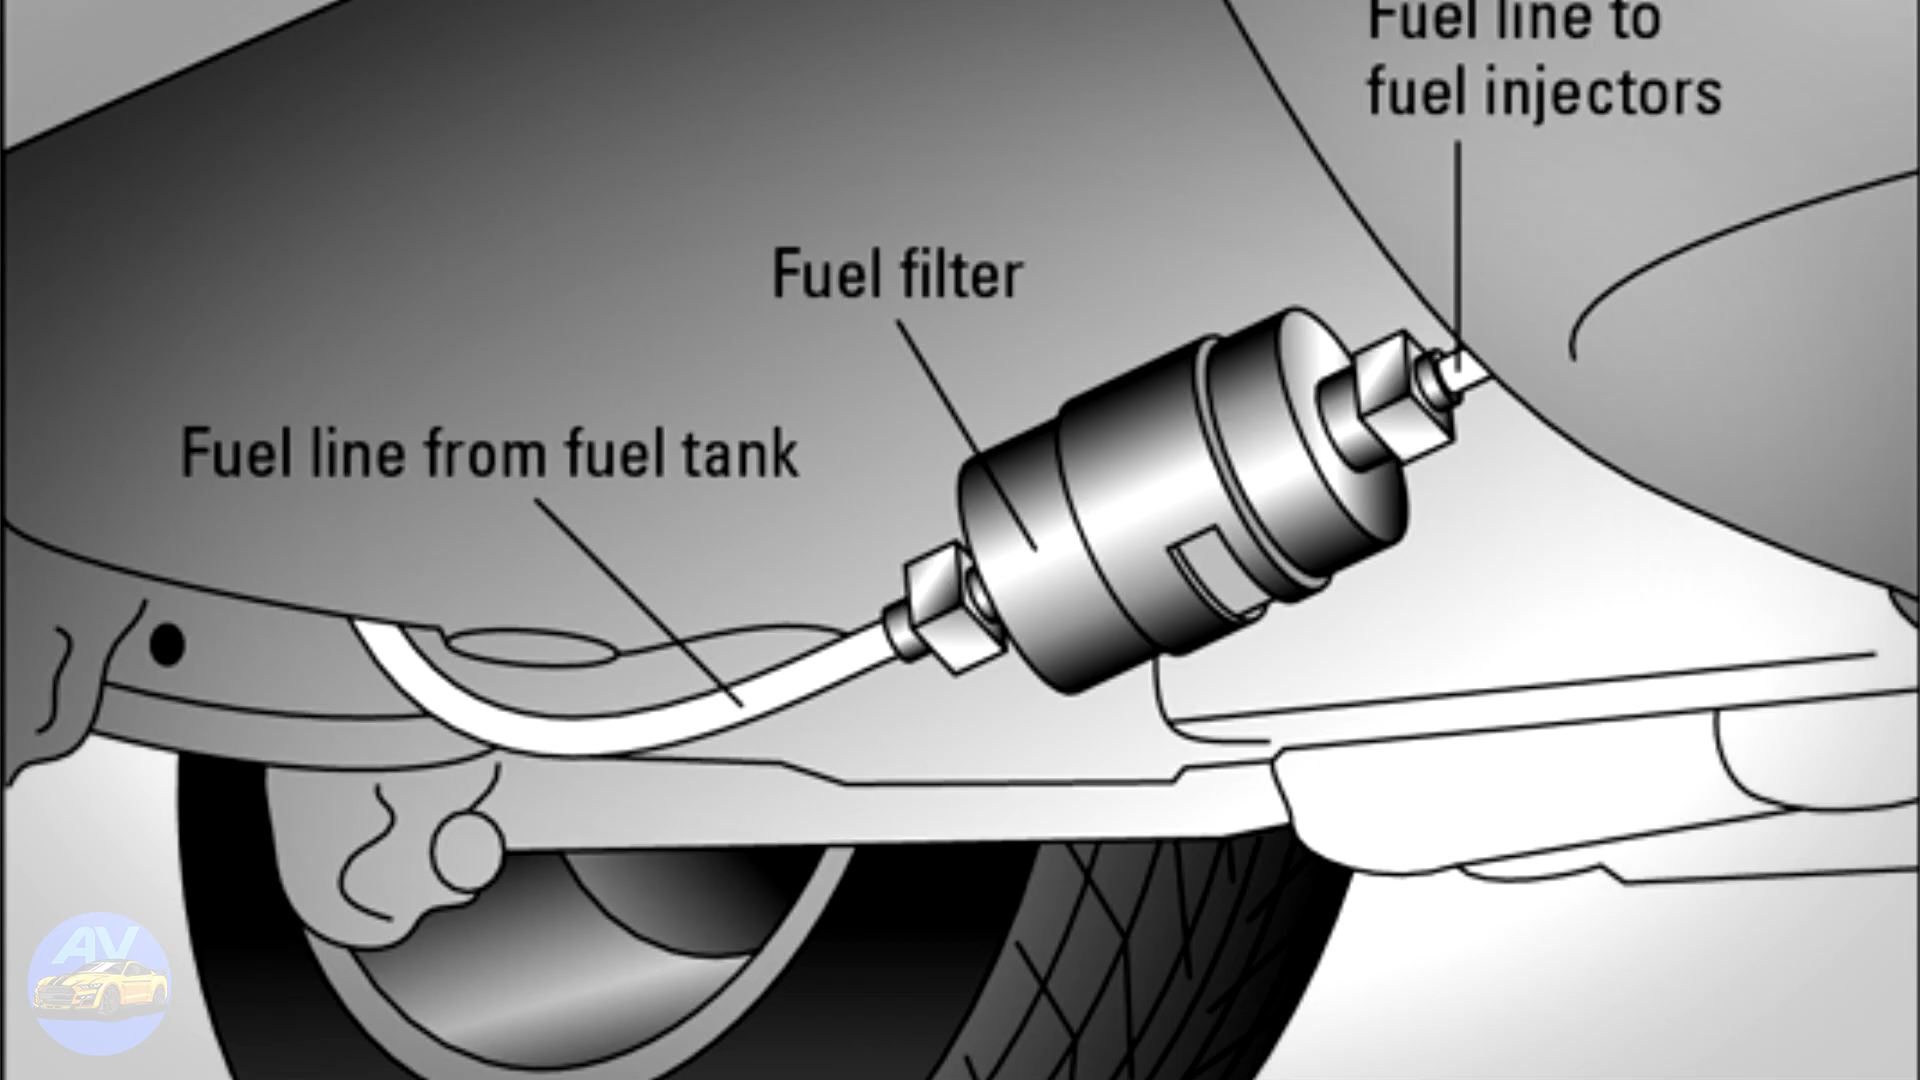 Fuel line to
fuel injectors
Fuel filter
Fuel line from fuel tank
AV